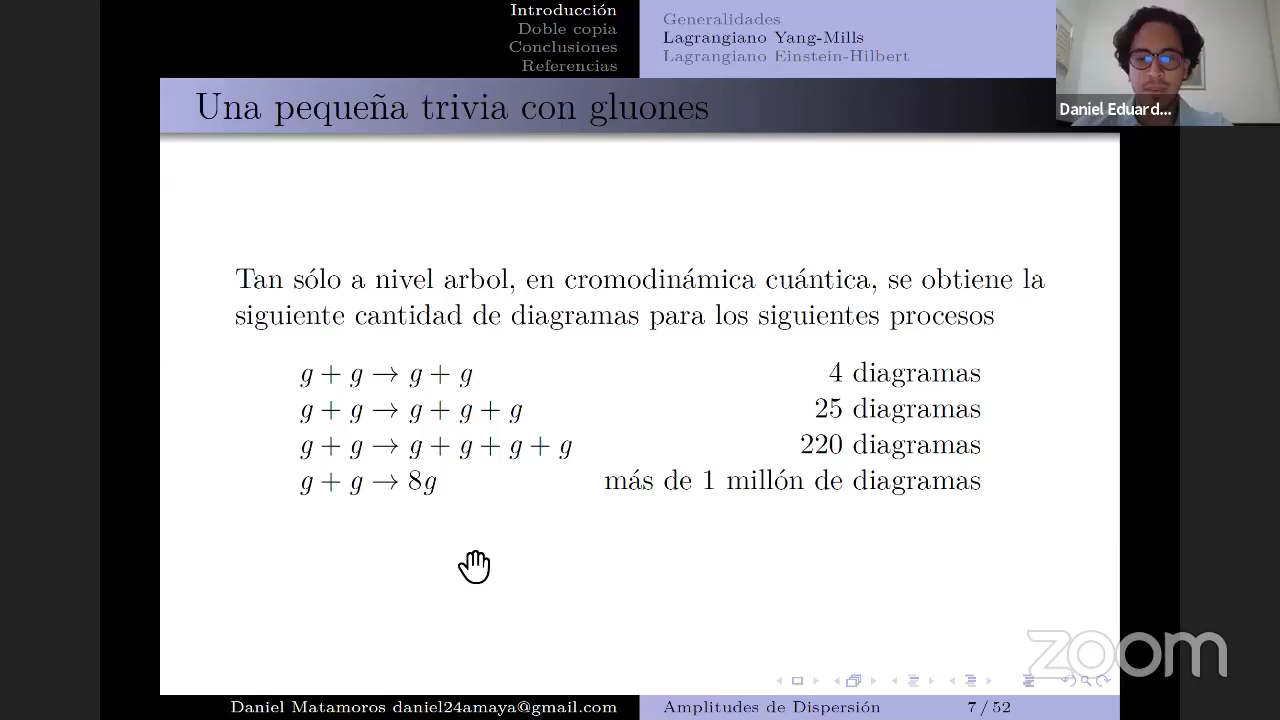 Introducción
Doble copia
Conclusiones
Referencias
Generalidades
Lagrangiano Yang-Mills
Lagrangiano Einstein-Hilbert
Daniel Eduard...
Una pequeña trivia con gluones
Tan sólo a nivel arbol, en cromodinámica cuántica, se obtiene la
siguiente cantidad de diagramas para los siguientes procesos
g + g → g + g 4 diagramas
g + g → g + g + g 25 diagramas
g + g → g + g + g + g 220 diagramas
g + g → 8g más de 1 millón de diagramas
zoom
Daniel Matamoros daniel24amaya@gmail.com
Amplitudes de Dispersión 7 / 52